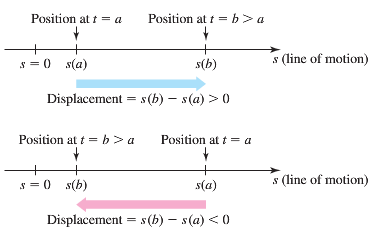 Position at t = a Position at t = b > a
s = 0 s(a) s(b) s (line of motion)
Displacement = s(b) − s(a) > 0
Position at t = b > a Position at t = a
s = 0 s(b) s(a) s (line of motion)
Displacement = s(b) − s(a) < 0